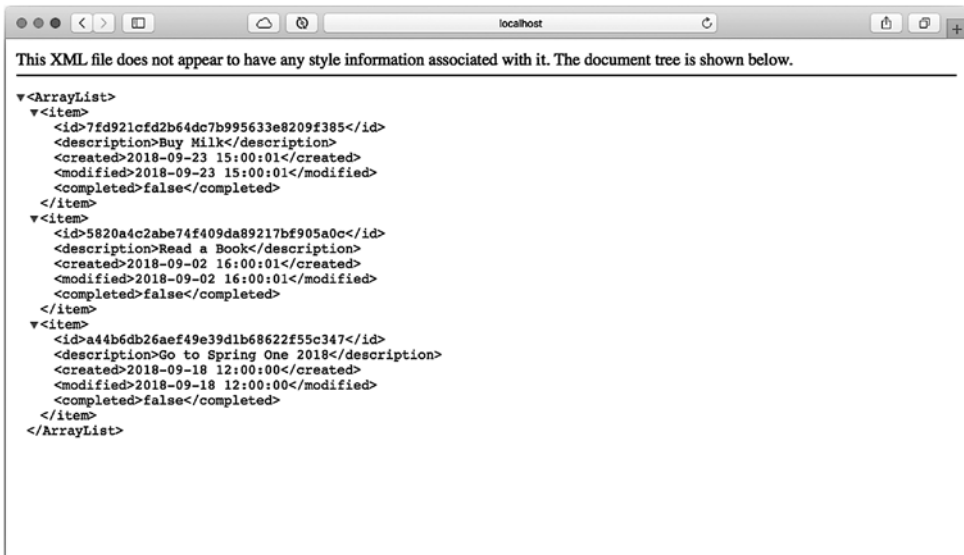 localhost
This XML file does not appear to have any style information associated with it. The document tree is shown below.
▼<ArrayList>
▼<item>
<id>7fd921cfd2b64dc7b995633e8209f385</id>
<description>Buy Milk</description>
<created>2018-09-23 15:00:01</created>
<modified>2018-09-23 15:00:01</modified>
<completed>false</completed>
</item>
▼<item>
<id>5820a4c2abe74f409da89217bf905a0c</id>
<description>Read a Book</description>
<created>2018-09-02 16:00:01</created>
<modified>2018-09-02 16:00:01</modified>
<completed>false</completed>
</item>
▼<item>
<id>a44b6db26aef49e39d1b68622f55c347</id>
<description>Go to Spring One 2018</description>
<created>2018-09-18 12:00:00</created>
<modified>2018-09-18 12:00:00</modified>
<completed>false</completed>
</item>
</ArrayList>